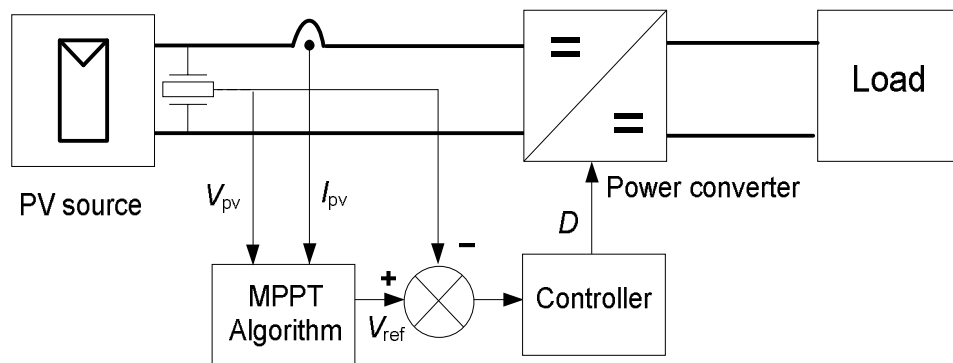 Load
PV source
V_pv
I_pv
Power converter
D
−
+
MPPT
Algorithm
V_ref
Controller